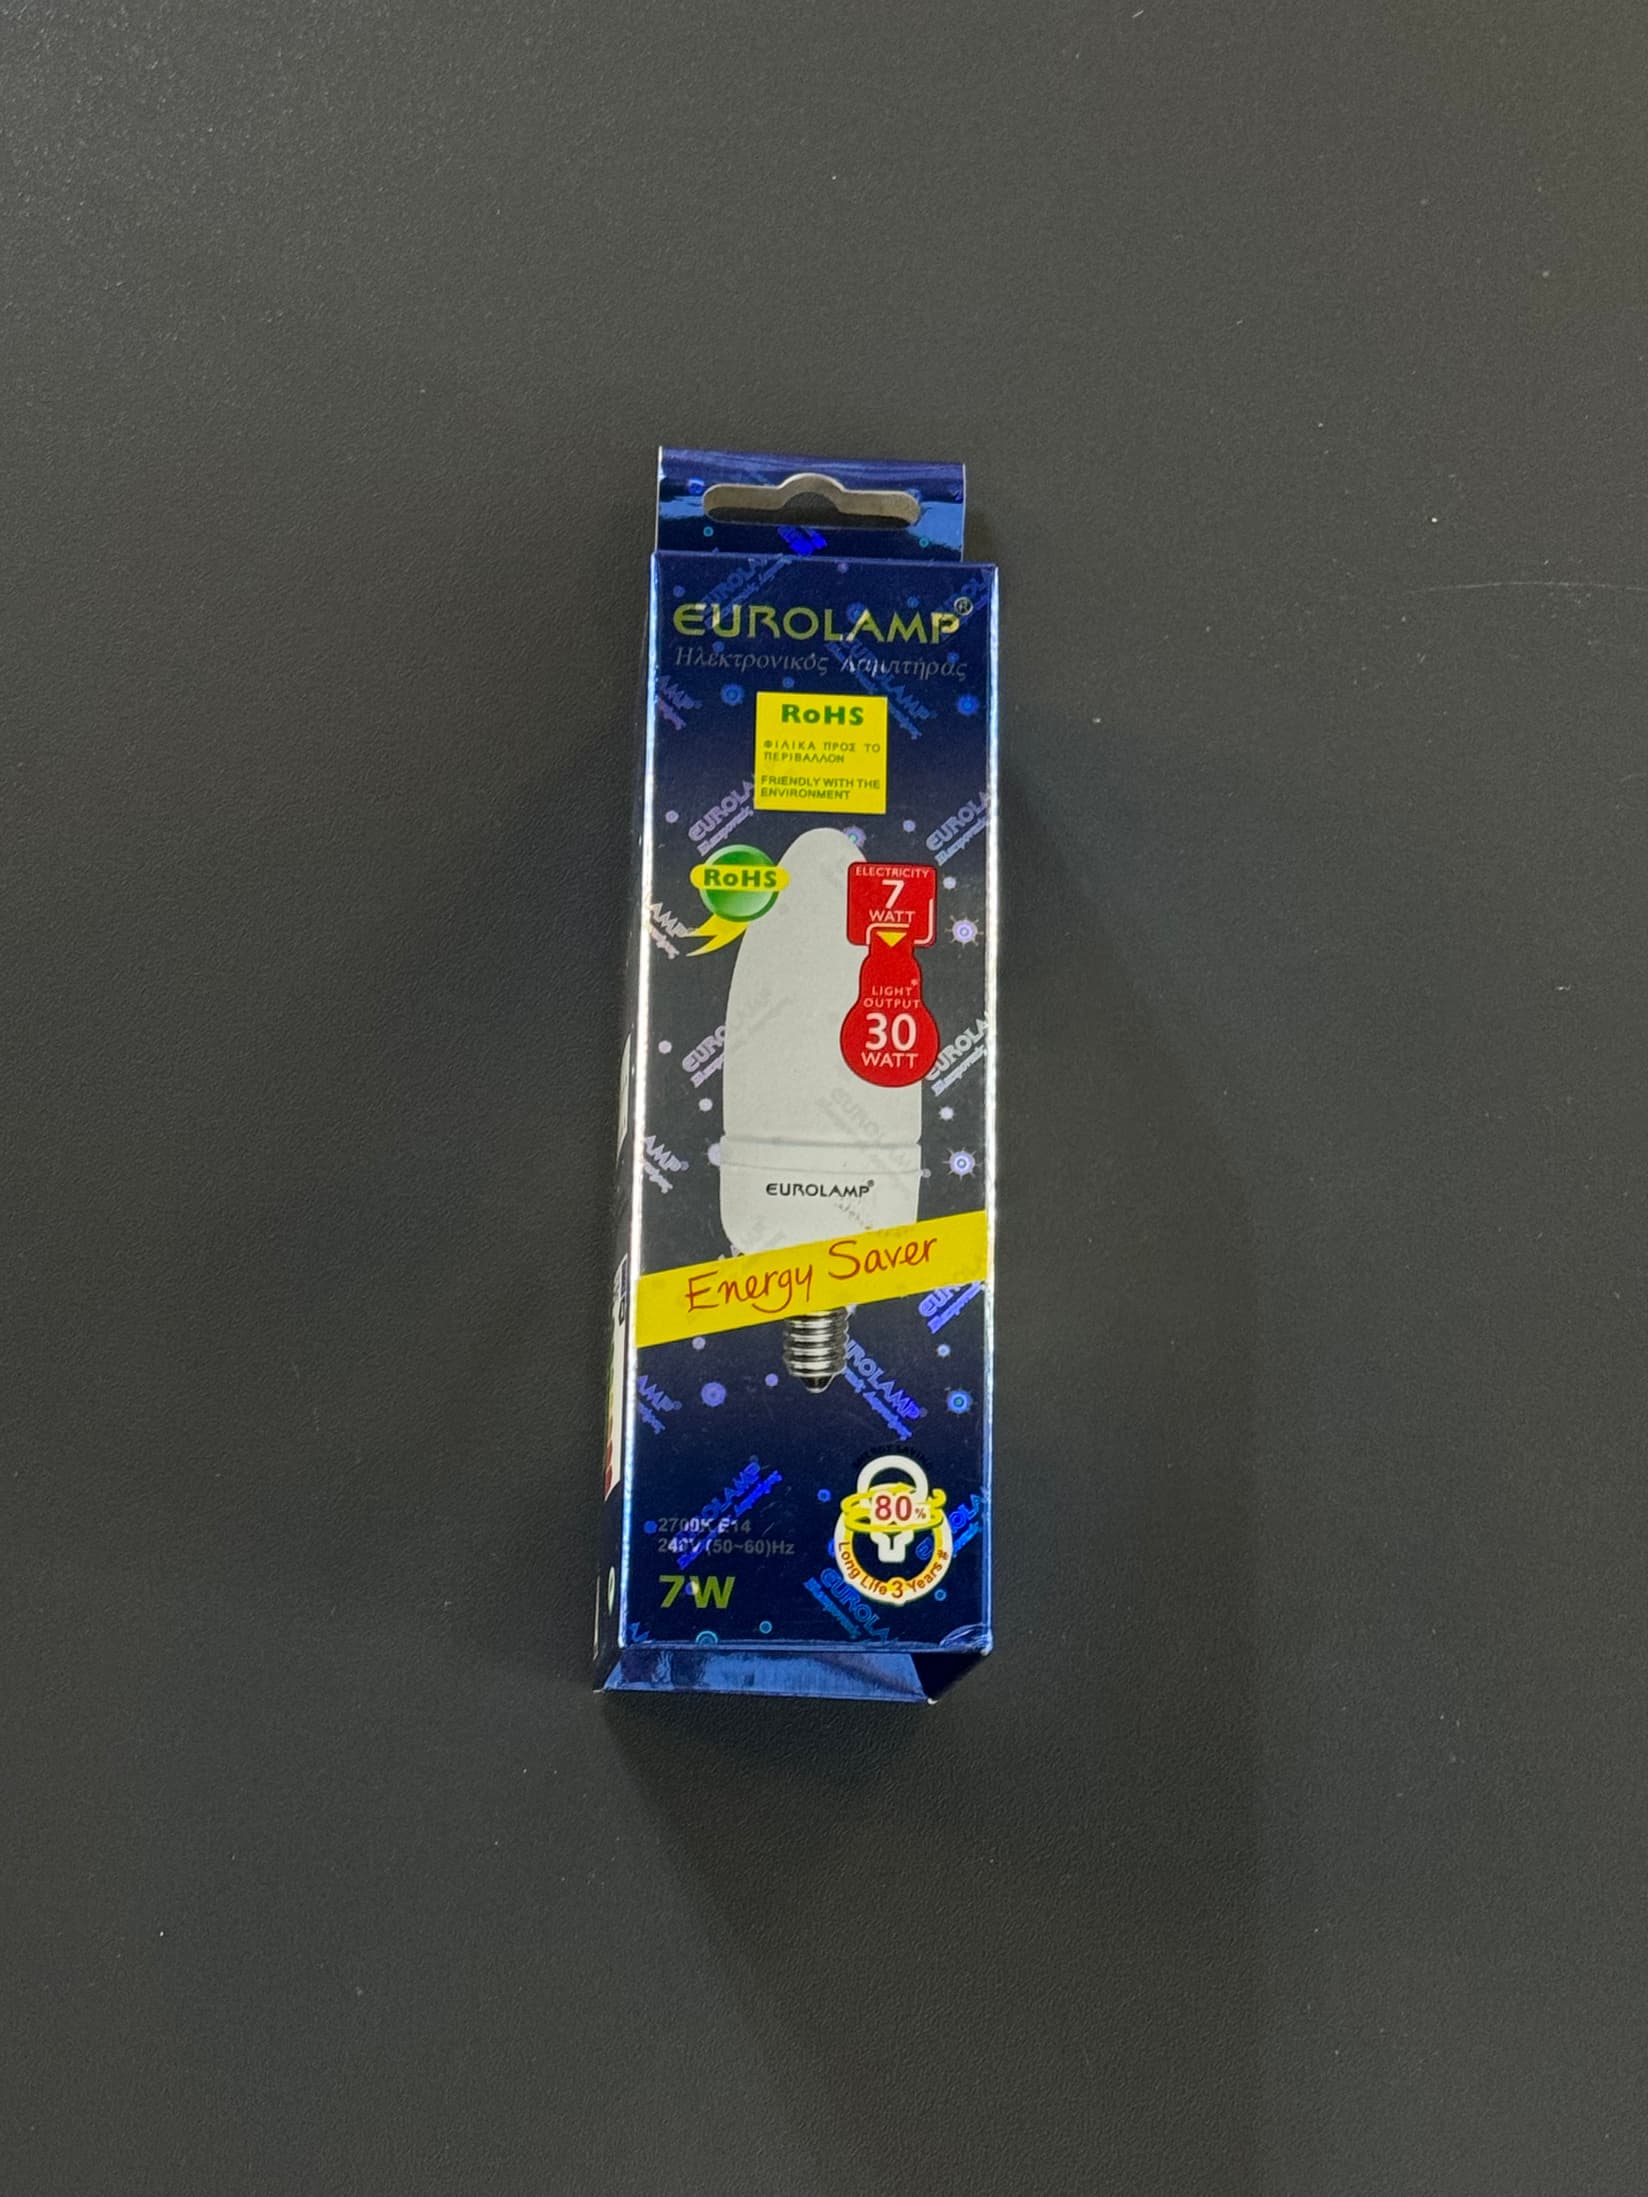 EUROLAMP®
Ηλεκτρονικός Λαμπτήρας
RoHS
ΦΙΛΙΚΑ ΠΡΟΣ ΤΟ
ΠΕΡΙΒΑΛΛΟΝ
FRIENDLY WITH THE
ENVIRONMENT
RoHS
ELECTRICITY
7
WATT
LIGHT*
OUTPUT
30
WATT
EUROLAMP®
Energy Saver
2700K E14
240V (50~60)Hz
7W
80%
Long Life 3 Years #